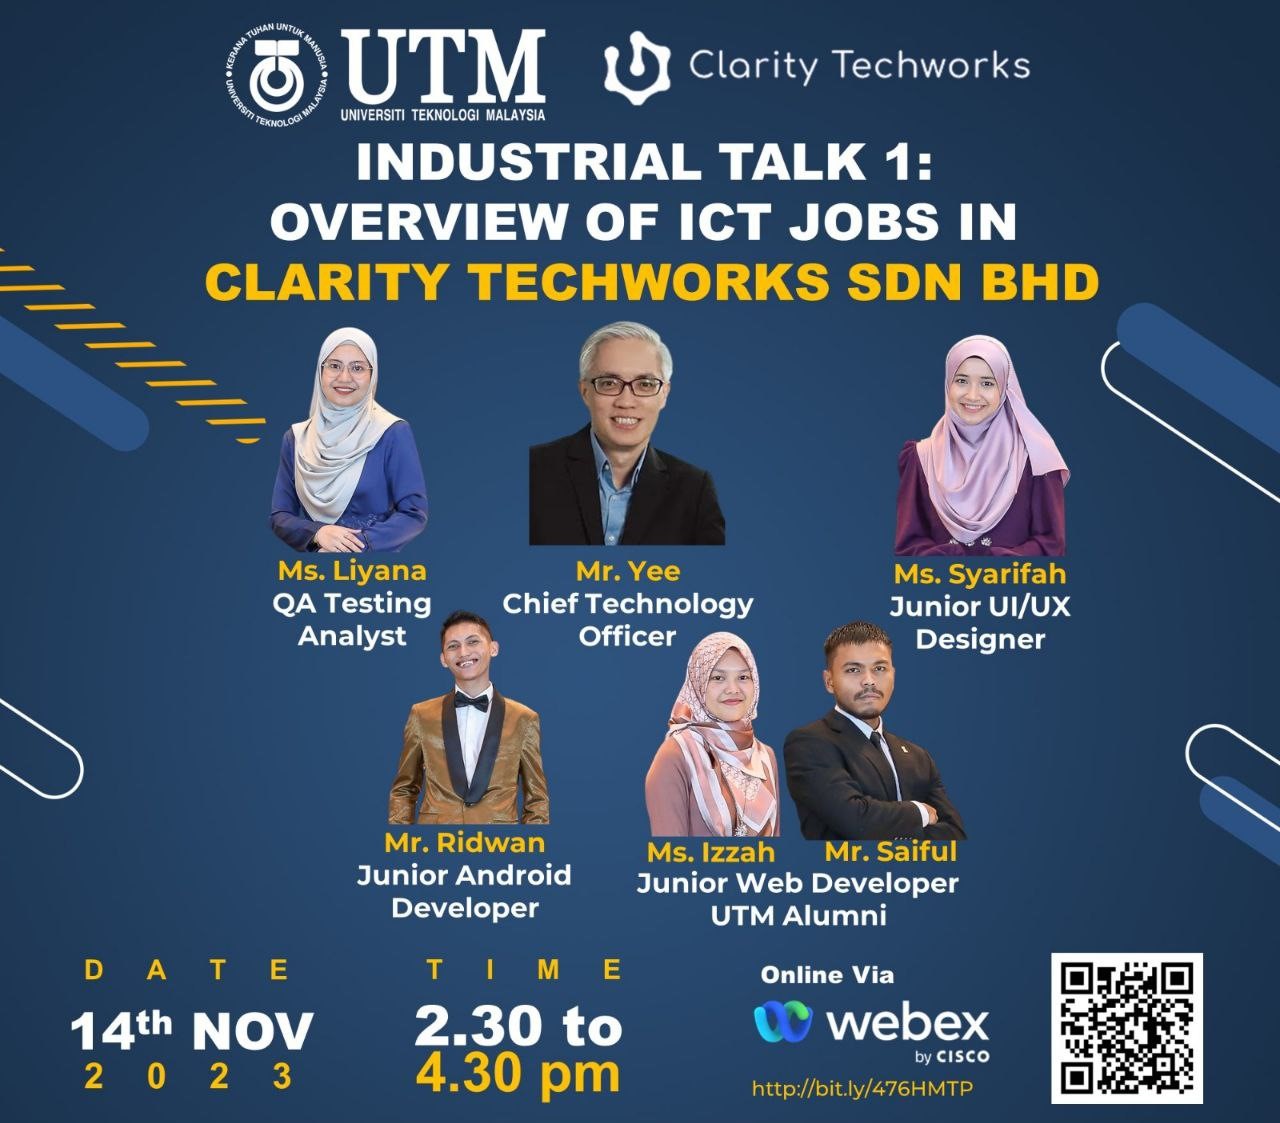 KERANA TUHAN UNTUK MANUSIA
UNIVERSITI TEKNOLOGI MALAYSIA
UTM
UNIVERSITI TEKNOLOGI MALAYSIA
Clarity Techworks
INDUSTRIAL TALK 1:
OVERVIEW OF ICT JOBS IN
CLARITY TECHWORKS SDN BHD
Ms. Liyana
QA Testing
Analyst
Mr. Yee
Chief Technology
Officer
Ms. Syarifah
Junior UI/UX
Designer
Mr. Ridwan
Junior Android
Developer
Ms. Izzah
Mr. Saiful
Junior Web Developer
UTM Alumni
DATE
14th NOV
2023
TIME
2.30 to
4.30 pm
Online Via
webex
by CISCO
http://bit.ly/476HMTP